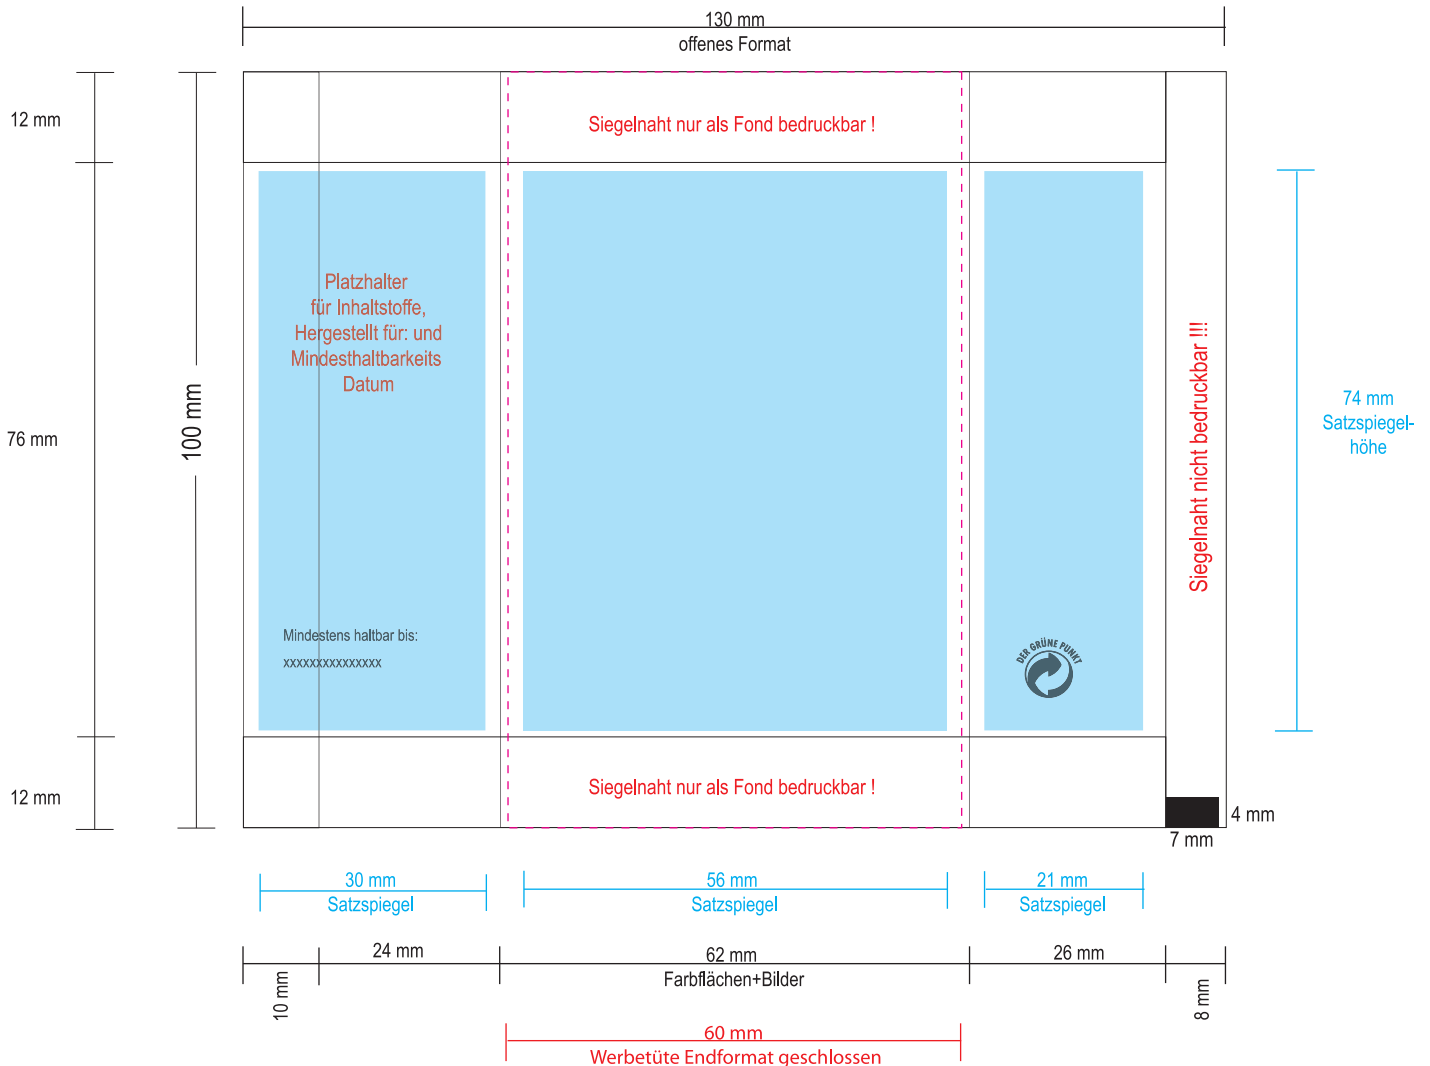 130 mm
offenes Format
12 mm
Siegelnaht nur als Fond bedruckbar !
Platzhalter
für Inhaltstoffe,
Hergestellt für: und
Mindesthaltbarkeits
Datum
76 mm
100 mm
Siegelnaht nicht bedruckbar !!!
74 mm
Satzspiegel-
höhe
Mindestens haltbar bis:
xxxxxxxxxxxxxxx
DER GRÜNE PUNKT
12 mm
Siegelnaht nur als Fond bedruckbar !
4 mm
7 mm
30 mm
Satzspiegel
56 mm
Satzspiegel
21 mm
Satzspiegel
10 mm
24 mm
62 mm
Farbflächen+Bilder
26 mm
8 mm
60 mm
Werbetüte Endformat geschlossen